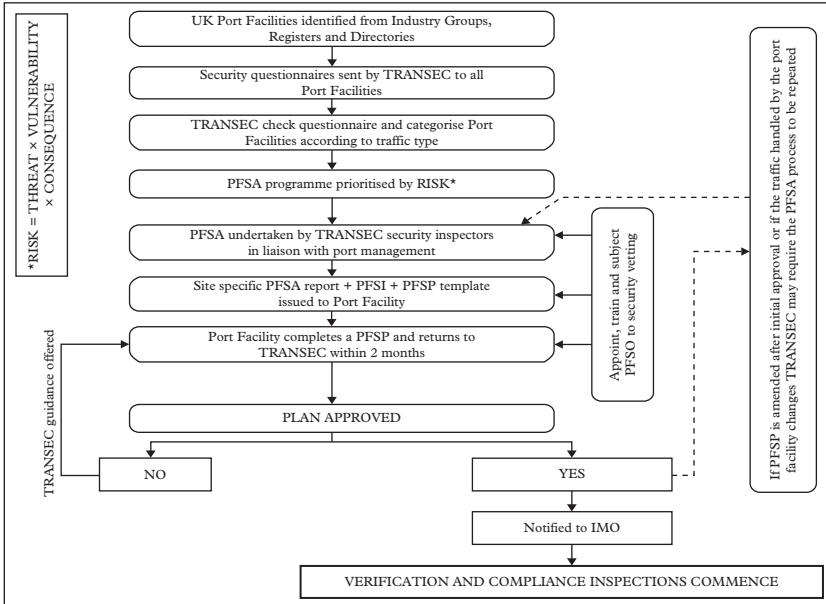 UK Port Facilities identified from Industry Groups,
Registers and Directories
Security questionnaires sent by TRANSEC to all
Port Facilities
TRANSEC check questionnaire and categorise Port
Facilities according to traffic type
PFSA programme prioritised by RISK*
PFSA undertaken by TRANSEC security inspectors
in liaison with port management
Site specific PFSA report + PFSI + PFSP template
issued to Port Facility
Port Facility completes a PFSP and returns to
TRANSEC within 2 months
PLAN APPROVED
NO
YES
Notified to IMO
VERIFICATION AND COMPLIANCE INSPECTIONS COMMENCE
*RISK = THREAT × VULNERABILITY
× CONSEQUENCE
TRANSEC guidance offered
Appoint, train and subject
PFSO to security vetting
If PFSP is amended after initial approval or if the traffic handled by the port
facility changes TRANSEC may require the PFSA process to be repeated